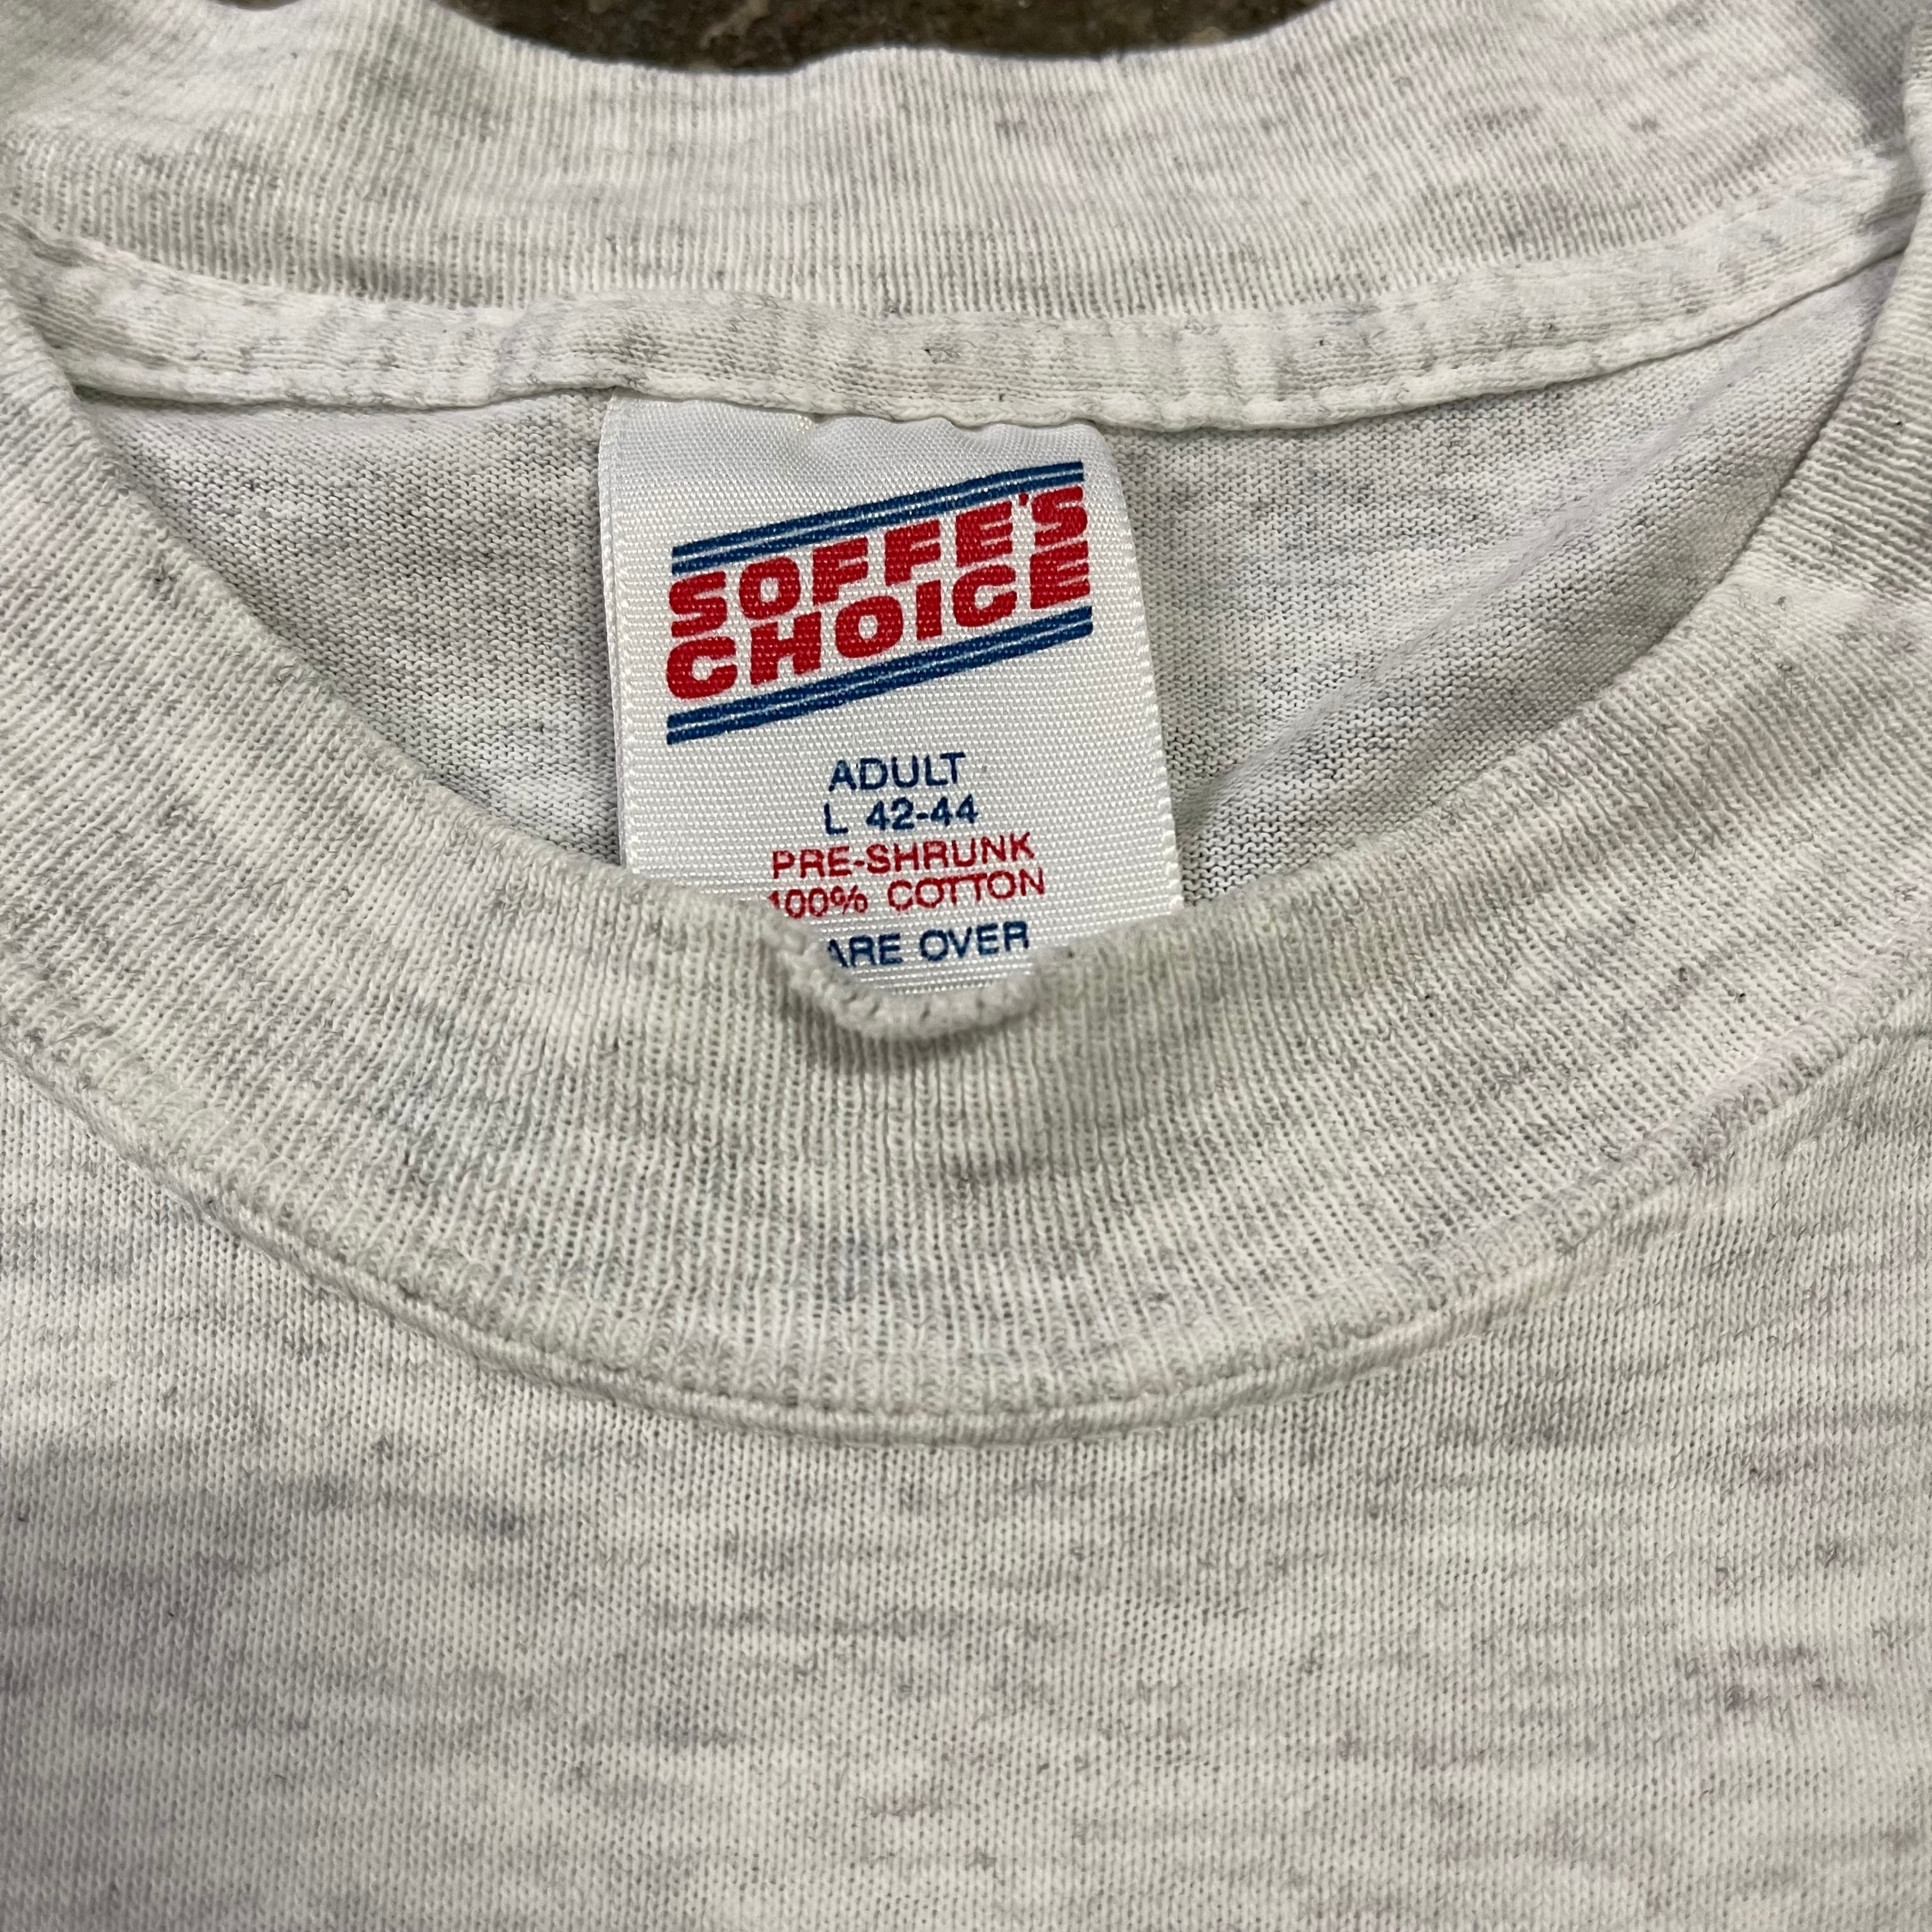 SOFFE'S
CHOICE
ADULT
L 42-44
PRE-SHRUNK
100% COTTON
ARE OVER